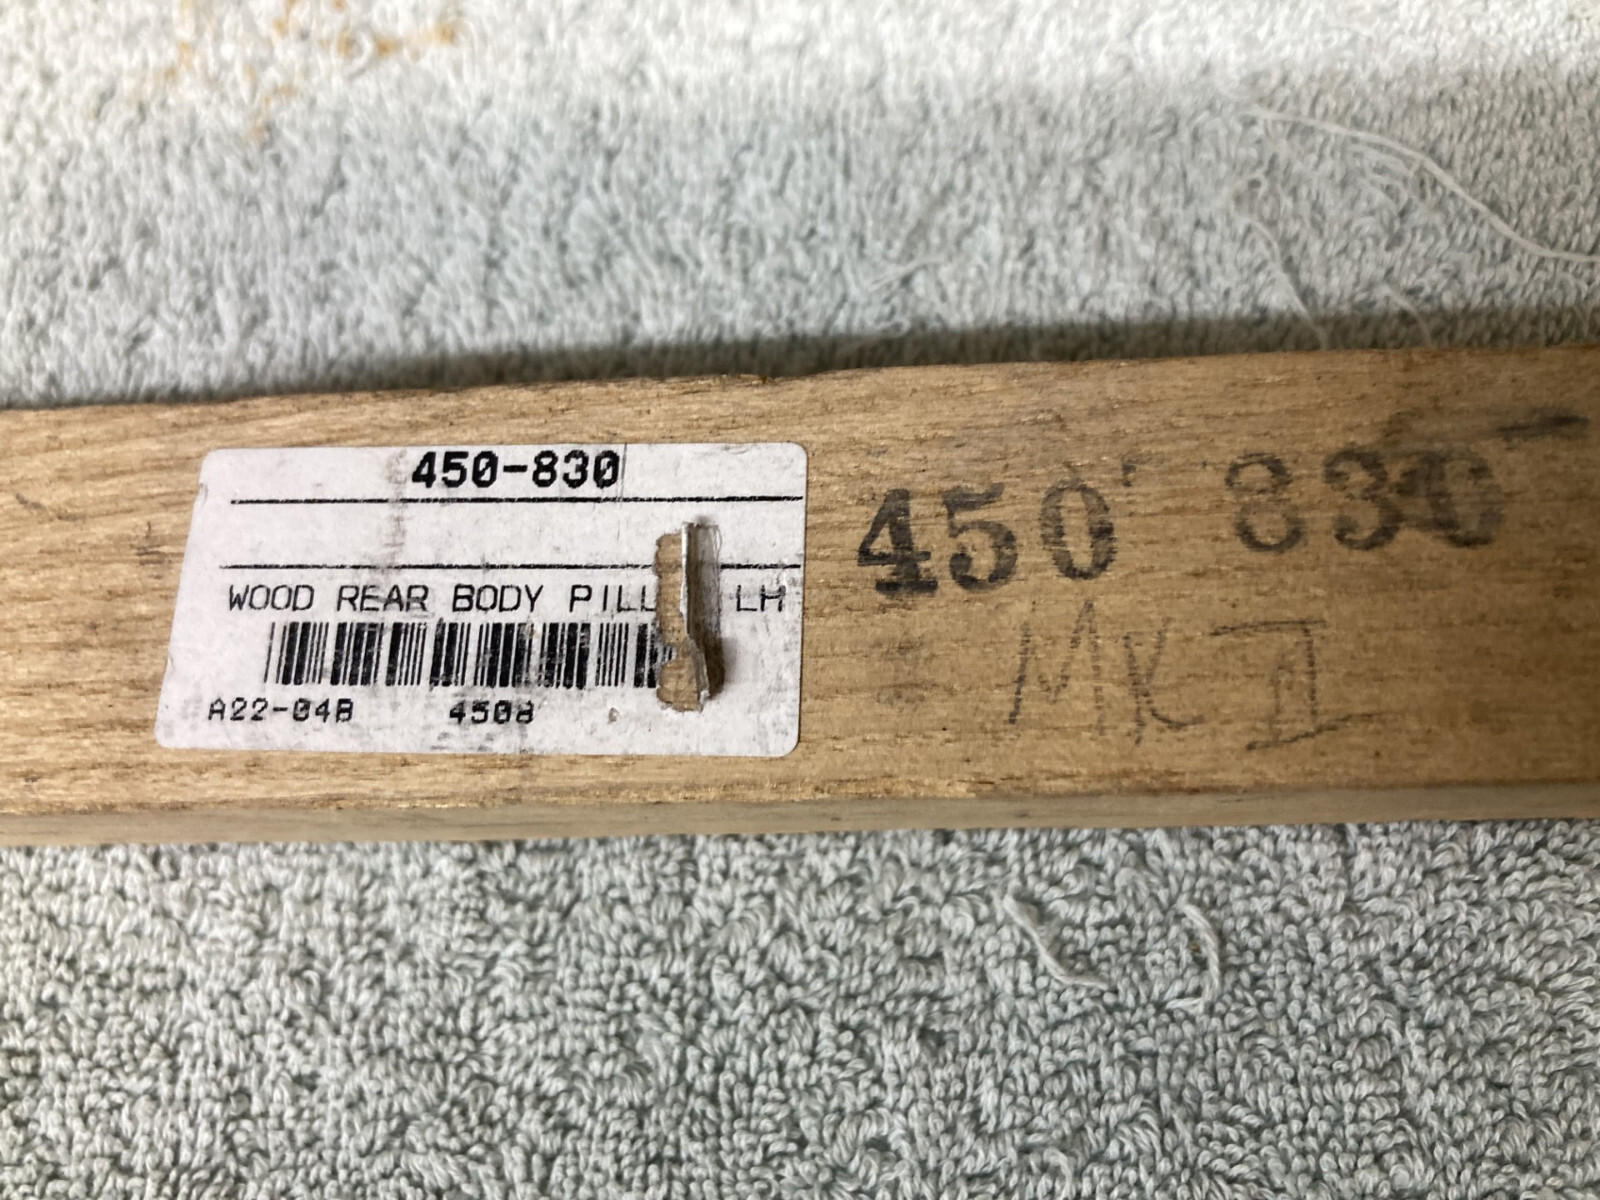 450-830
WOOD REAR BODY PILL LH
A22-04B 4508
450 830
MK II